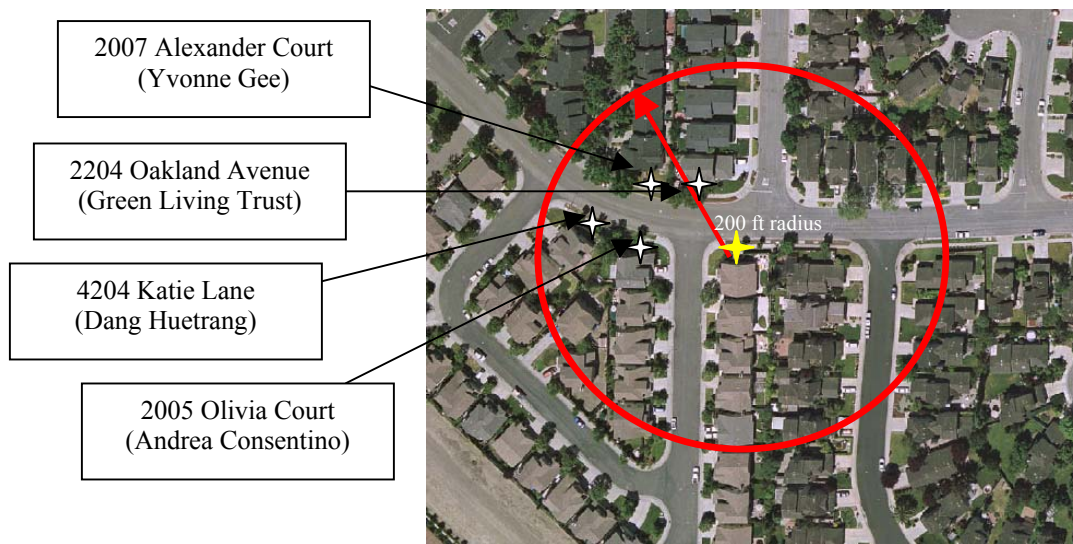 2007 Alexander Court
(Yvonne Gee)
2204 Oakland Avenue
(Green Living Trust)
4204 Katie Lane
(Dang Huetrang)
2005 Olivia Court
(Andrea Consentino)
200 ft radius